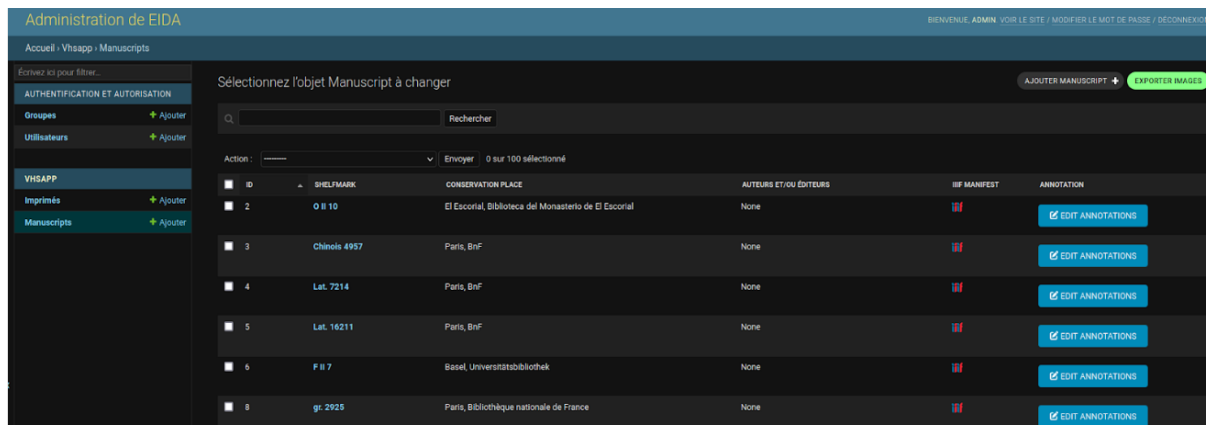 Administration de EIDA
BIENVENUE, ADMIN. VOIR LE SITE / MODIFIER LE MOT DE PASSE / DÉCONNEXION
Accueil › Vhsapp › Manuscripts
Écrivez ici pour filtrer...
AUTHENTIFICATION ET AUTORISATION
Groupes + Ajouter
Utilisateurs + Ajouter
VHSAPP
Imprimés + Ajouter
Manuscripts + Ajouter
Sélectionnez l'objet Manuscript à changer
AJOUTER MANUSCRIPT +
EXPORTER IMAGES
Rechercher
Action : --------- Envoyer 0 sur 100 sélectionné
ID SHELFMARK CONSERVATION PLACE AUTEURS ET/OU ÉDITEURS IIIF MANIFEST ANNOTATION
2 O II 10 El Escorial, Biblioteca del Monasterio de El Escorial None iiif EDIT ANNOTATIONS
3 Chinois 4957 Paris, BnF None iiif EDIT ANNOTATIONS
4 Lat. 7214 Paris, BnF None iiif EDIT ANNOTATIONS
5 Lat. 16211 Paris, BnF None iiif EDIT ANNOTATIONS
6 F II 7 Basel, Universitätsbibliothek None iiif EDIT ANNOTATIONS
8 gr. 2925 Paris, Bibliothèque nationale de France None iiif EDIT ANNOTATIONS